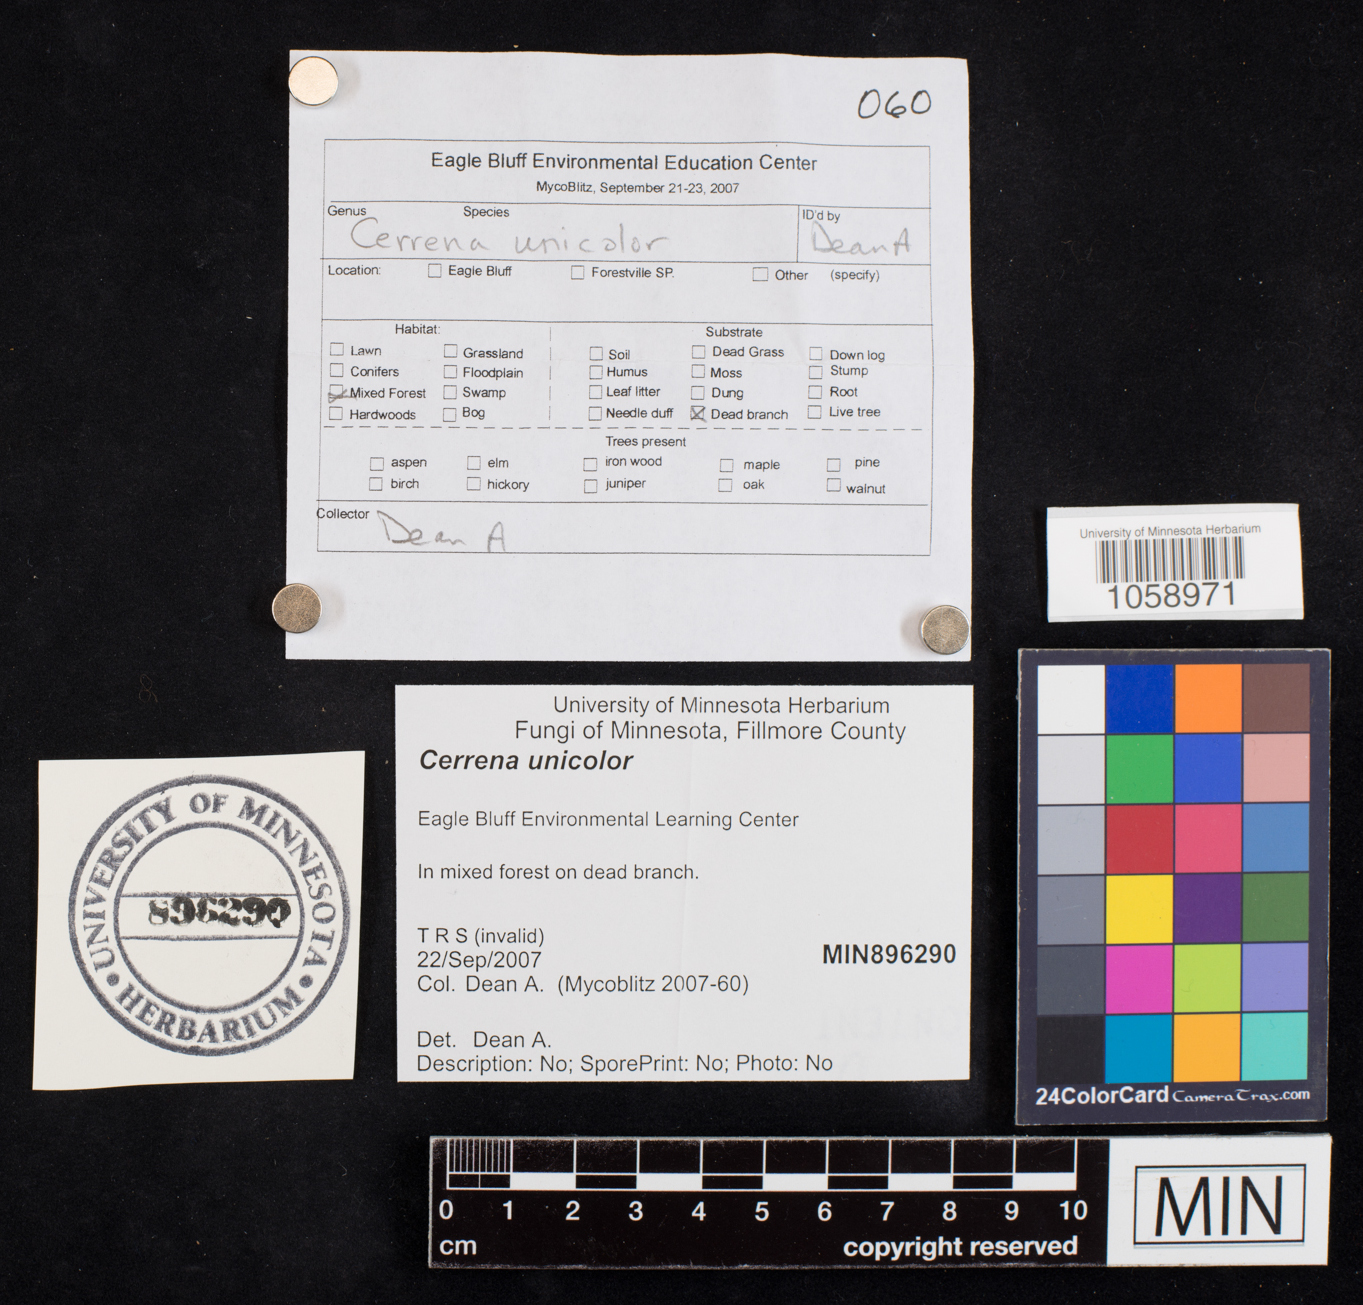 060
Eagle Bluff Environmental Education Center
MycoBlitz, September 21-23, 2007
Genus Species ID'd by
Cerrena unicolor Dean A
Location: Eagle Bluff Forestville SP. Other (specify)
Habitat: Substrate
Lawn Grassland Soil Dead Grass Down log
Conifers Floodplain Humus Moss Stump
Mixed Forest Swamp Leaf litter Dung Root
Hardwoods Bog Needle duff Dead branch Live tree
Trees present
aspen elm iron wood maple pine
birch hickory juniper oak walnut
Collector Dean A
University of Minnesota Herbarium
1058971
University of Minnesota Herbarium
Fungi of Minnesota, Fillmore County
Cerrena unicolor
Eagle Bluff Environmental Learning Center
In mixed forest on dead branch.
T R S (invalid)
22/Sep/2007
MIN896290
Col. Dean A. (Mycoblitz 2007-60)
Det. Dean A.
Description: No; SporePrint: No; Photo: No
UNIVERSITY OF MINNESOTA
896290
HERBARIUM
24ColorCard CameraTrax.com
0 1 2 3 4 5 6 7 8 9 10
cm copyright reserved
MIN